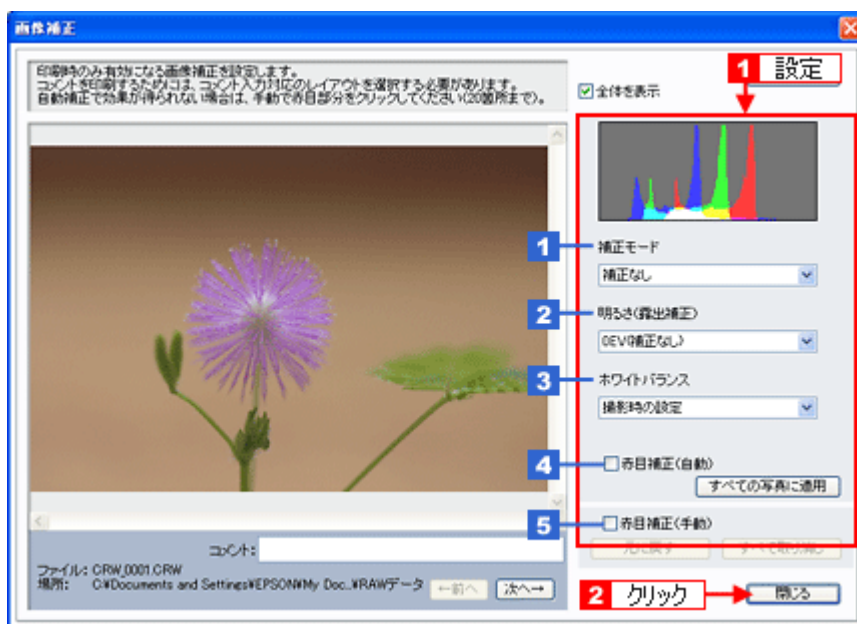 画像補正
印刷時のみ有効になる画像補正を設定します。
コメントを印刷するためには、コメント入力対応のレイアウトを選択する必要があります。
自動補正で効果が得られない場合は、手動で赤目部分をクリックしてください(20箇所まで)。
1 設定
全体を表示
1 補正モード
補正なし
2 明るさ(露出補正)
0EV(補正なし)
3 ホワイトバランス
撮影時の設定
4 赤目補正(自動)
すべての写真に適用
5 赤目補正(手動)
元に戻す すべて取り消し
コメント:
ファイル: CRW_0001.CRW
場所: C:¥Documents and Settings¥EPSON¥My Doc...¥RAWデータ
←前へ 次へ→
2 クリック 閉じる